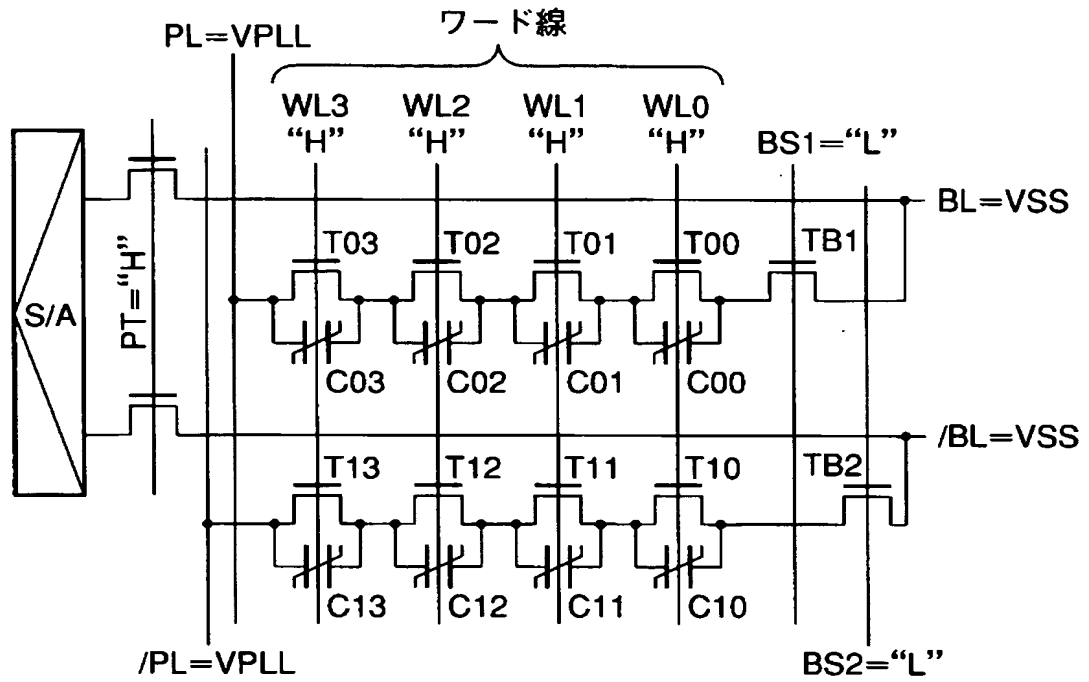 ワード線
PL=VPLL
WL3 WL2 WL1 WL0
“H” “H” “H” “H”
BS1=“L”
BL=VSS
T03 T02 T01 T00 TB1
S/A
PT=“H”
C03 C02 C01 C00
/BL=VSS
T13 T12 T11 T10 TB2
C13 C12 C11 C10
/PL=VPLL
BS2=“L”